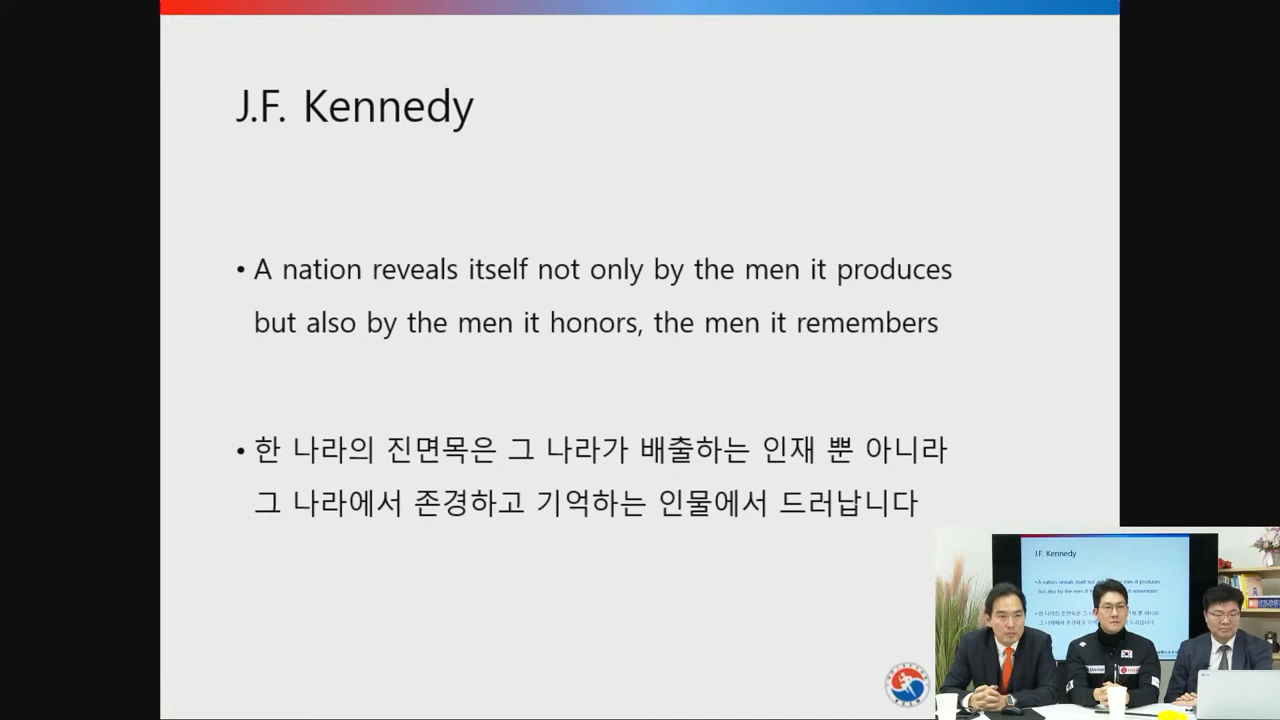 J.F. Kennedy
• A nation reveals itself not only by the men it produces
but also by the men it honors, the men it remembers
• 한 나라의 진면목은 그 나라가 배출하는 인재 뿐 아니라
그 나라에서 존경하고 기억하는 인물에서 드러납니다
J.F. Kennedy